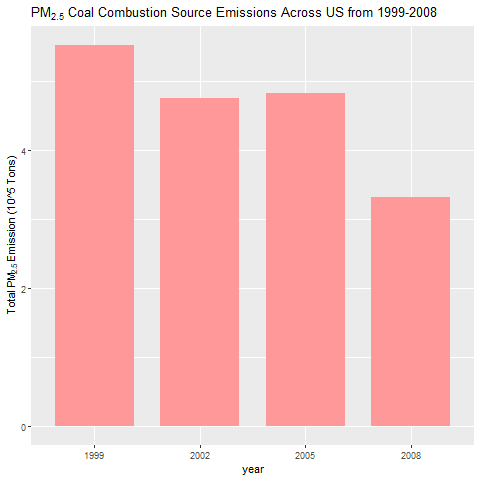 PM2.5 Coal Combustion Source Emissions Across US from 1999-2008
Total PM2.5 Emission (10^5 Tons)
4
2
0
1999 2002 2005 2008
year